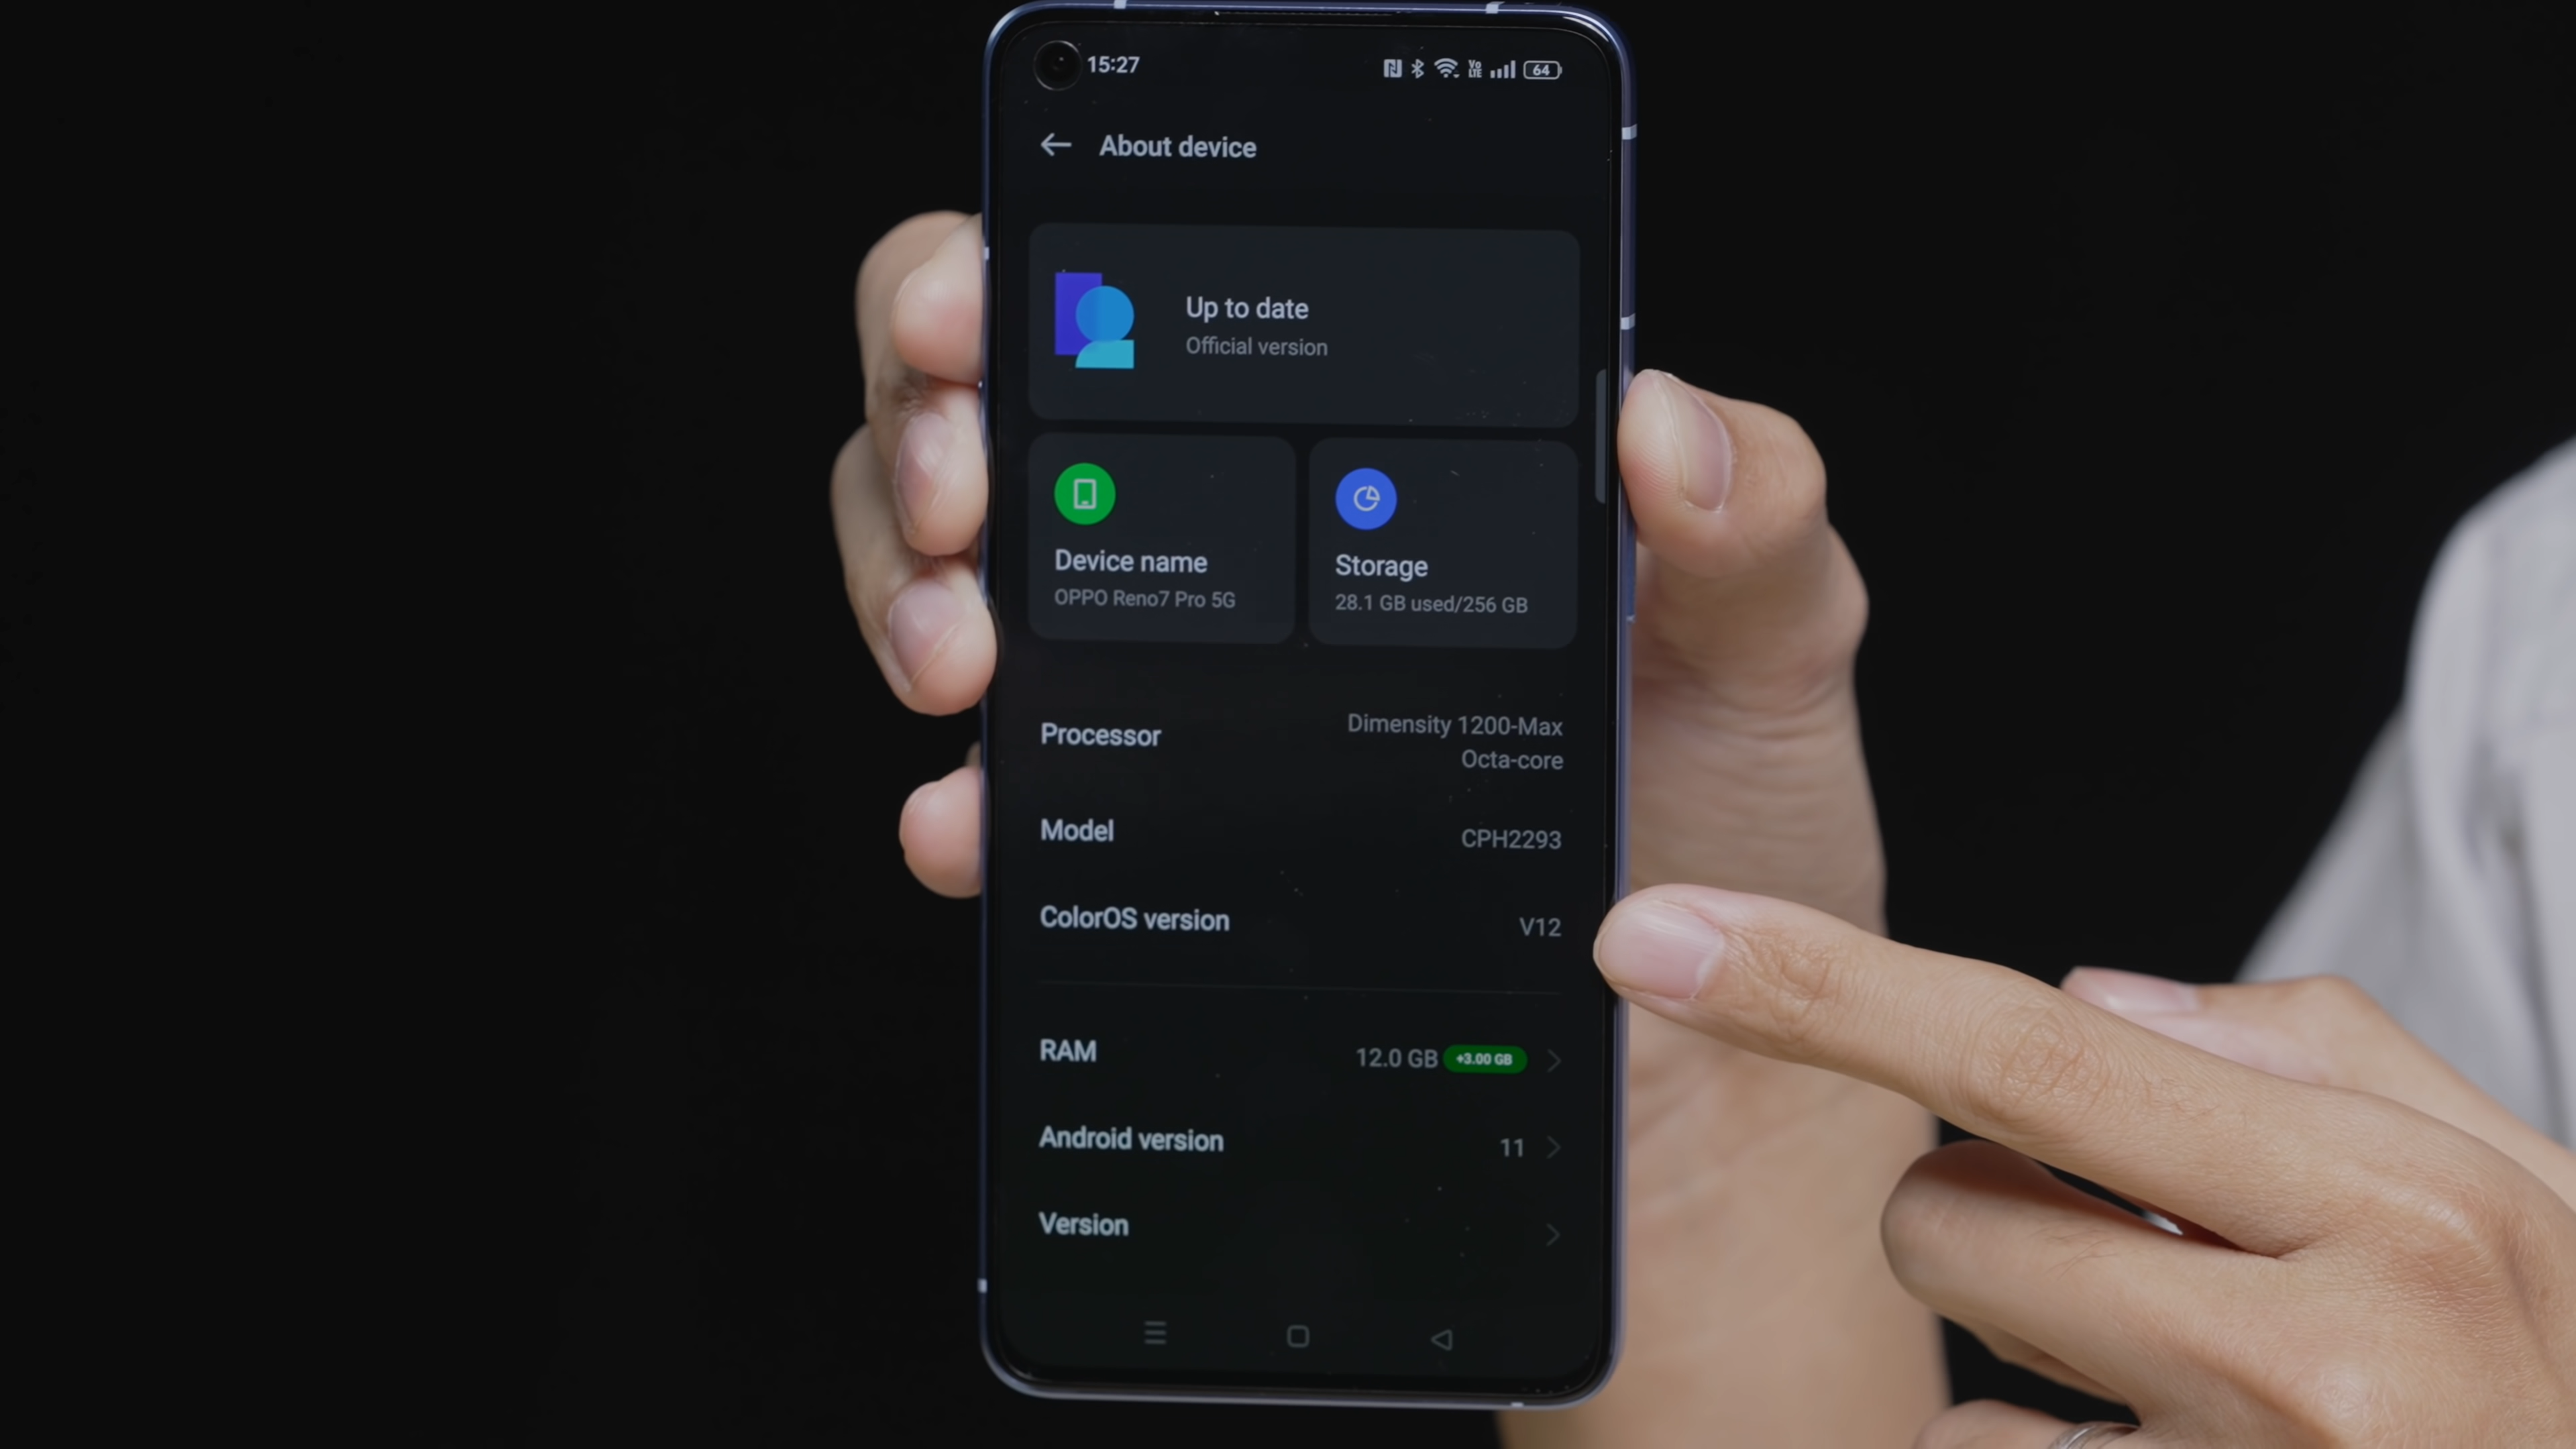 15:27
Vo
LTE
64
About device
Up to date
Official version
Device name
OPPO Reno7 Pro 5G
Storage
28.1 GB used/256 GB
Processor
Dimensity 1200-Max
Octa-core
Model
CPH2293
ColorOS version
V12
RAM
12.0 GB +3.00 GB
Android version
11
Version